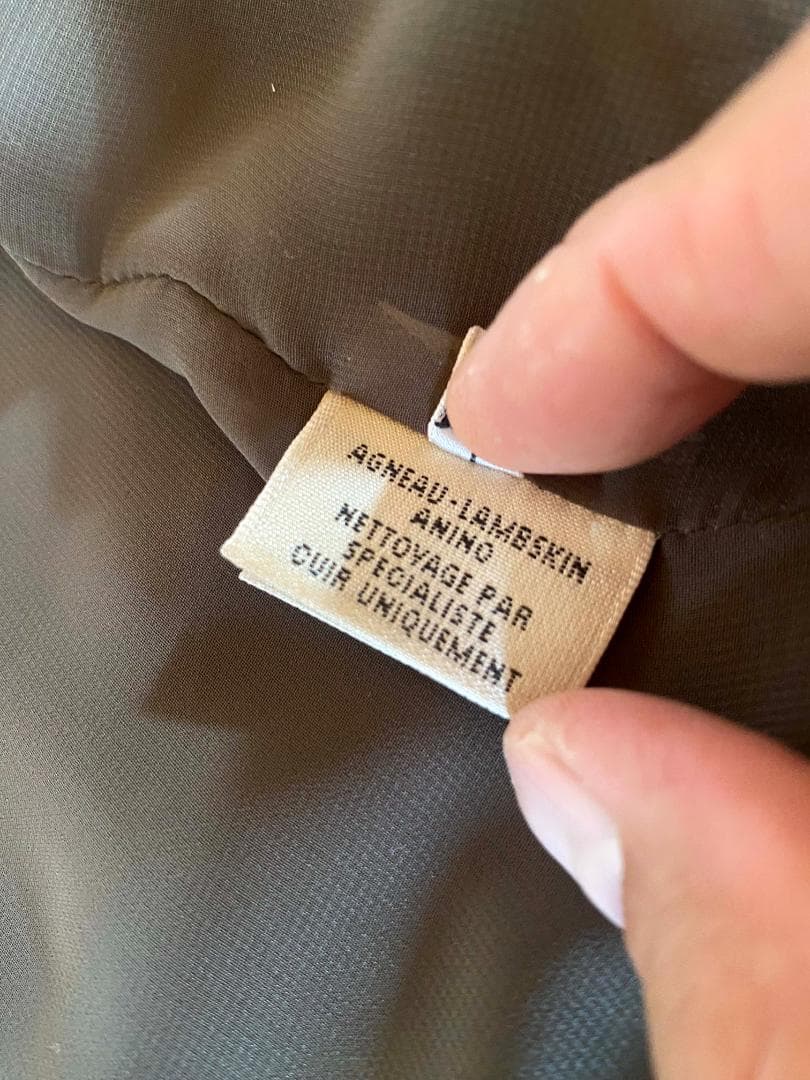 AGNEAU-LAMBSKIN
ANINO
NETTOYAGE PAR
SPECIALISTE
CUIR UNIQUEMENT